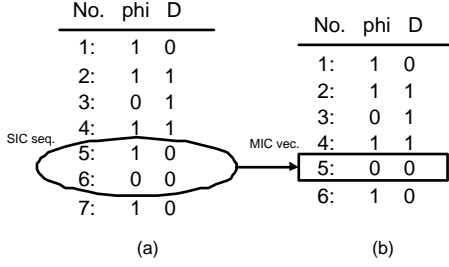 No. phi D
1: 1 0
2: 1 1
3: 0 1
4: 1 1
SIC seq.
5: 1 0
6: 0 0
7: 1 0
(a)
No. phi D
1: 1 0
2: 1 1
3: 0 1
4: 1 1
MIC vec.
5: 0 0
6: 1 0
(b)